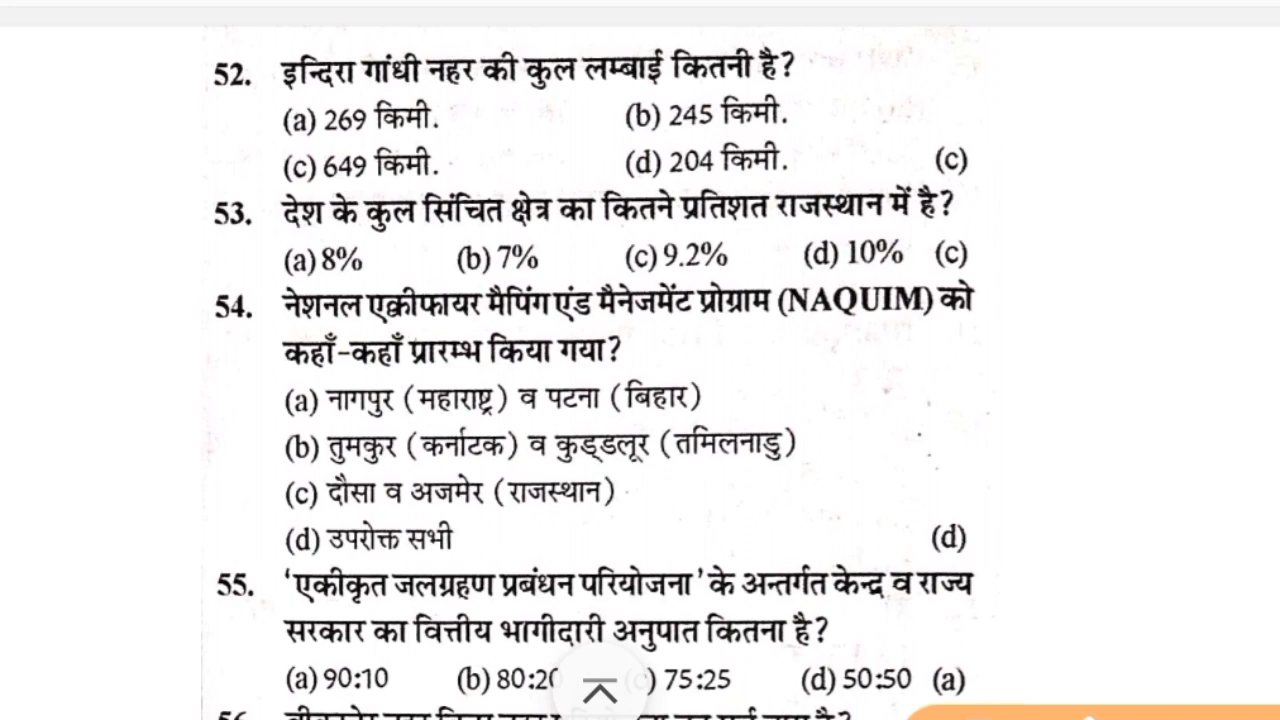 52. इन्दिरा गांधी नहर की कुल लम्बाई कितनी है?
(a) 269 किमी. (b) 245 किमी.
(c) 649 किमी. (d) 204 किमी. (c)
53. देश के कुल सिंचित क्षेत्र का कितने प्रतिशत राजस्थान में है?
(a) 8% (b) 7% (c) 9.2% (d) 10% (c)
54. नेशनल एक्वीफायर मैपिंग एंड मैनेजमेंट प्रोग्राम (NAQUIM) को
कहाँ-कहाँ प्रारम्भ किया गया?
(a) नागपुर (महाराष्ट्र) व पटना (बिहार)
(b) तुमकुर (कर्नाटक) व कुड्डलूर (तमिलनाडु)
(c) दौसा व अजमेर (राजस्थान)
(d) उपरोक्त सभी (d)
55. 'एकीकृत जलग्रहण प्रबंधन परियोजना' के अन्तर्गत केन्द्र व राज्य
सरकार का वित्तीय भागीदारी अनुपात कितना है?
(a) 90:10 (b) 80:20 (c) 75:25 (d) 50:50 (a)